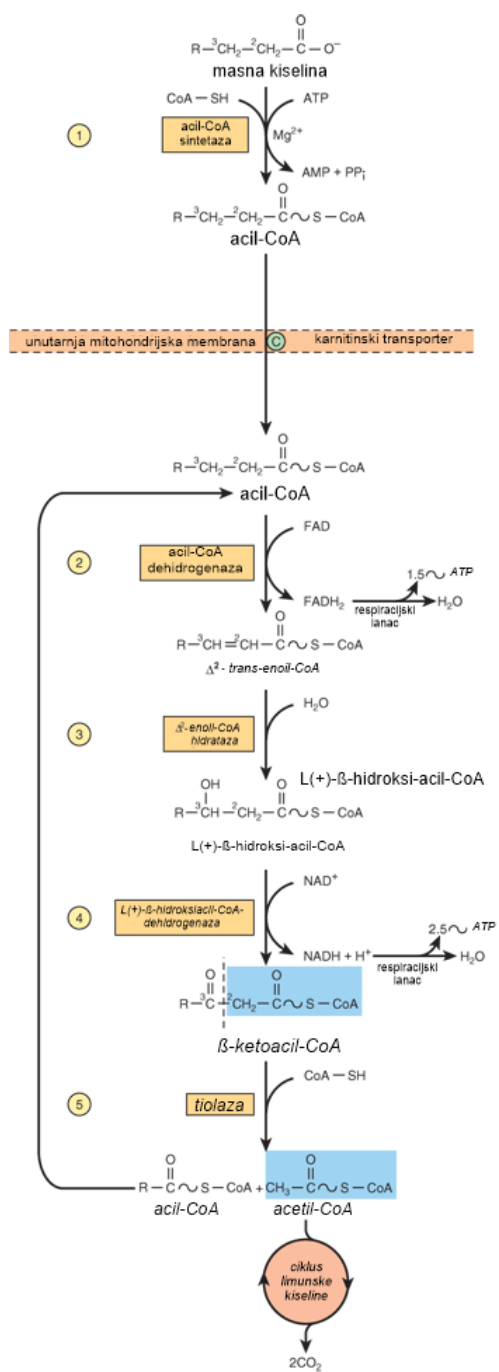 O
R—³CH₂—²CH₂—C—O⁻
masna kiselina
CoA—SH
ATP
1
acil-CoA
sintetaza
Mg²⁺
AMP + PPi
O
R—³CH₂—²CH₂—C~S—CoA
acil-CoA
unutarnja mitohondrijska membrana
C
karnitinski transporter
O
R—³CH₂—²CH₂—C~S—CoA
acil-CoA
2
acil-CoA
dehidrogenaza
FAD
FADH₂
1.5~ATP
respiracijski
lanac
H₂O
O
R—³CH=²CH—C~S—CoA
Δ²- trans-enoil-CoA
3
Δ²-enoil-CoA
hidrataza
H₂O
L(+)-ß-hidroksi-acil-CoA
OH
O
R—³CH—²CH₂—C~S—CoA
L(+)-ß-hidroksi-acil-CoA
4
L(+)-ß-hidroksiacil-CoA-
dehidrogenaza
NAD⁺
NADH + H⁺
2.5~ATP
respiracijski
lanac
H₂O
O
O
R—³C—²CH₂—C~S—CoA
ß-ketoacil-CoA
5
tiolaza
CoA—SH
O
O
R—C~S—CoA + CH₃—C~S—CoA
acil-CoA
acetil-CoA
ciklus
limunske
kiseline
2CO₂